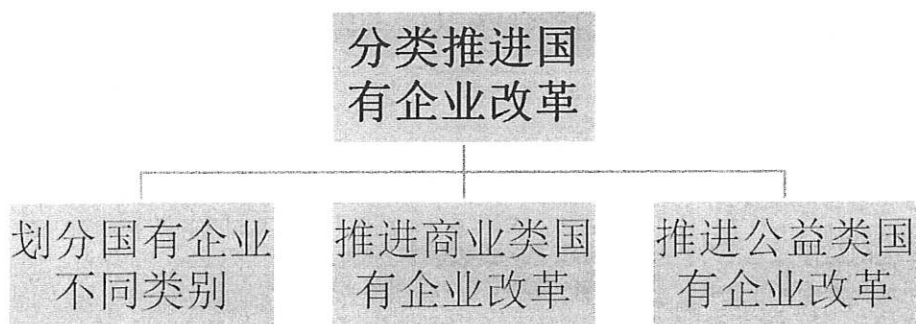 分类推进国
有企业改革
划分国有企业
不同类别
推进商业类国
有企业改革
推进公益类国
有企业改革